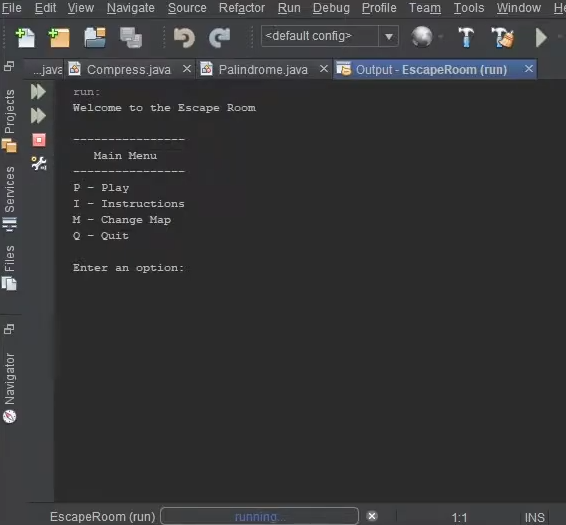 File Edit View Navigate Source Refactor Run Debug Profile Team Tools Window He
<default config>
...java Compress.java Palindrome.java Output - EscapeRoom (run)
Projects
Services
Files
Navigator
run:
Welcome to the Escape Room
----------------
Main Menu
----------------
P - Play
I - Instructions
M - Change Map
Q - Quit
Enter an option:
EscapeRoom (run) running... 1:1 INS